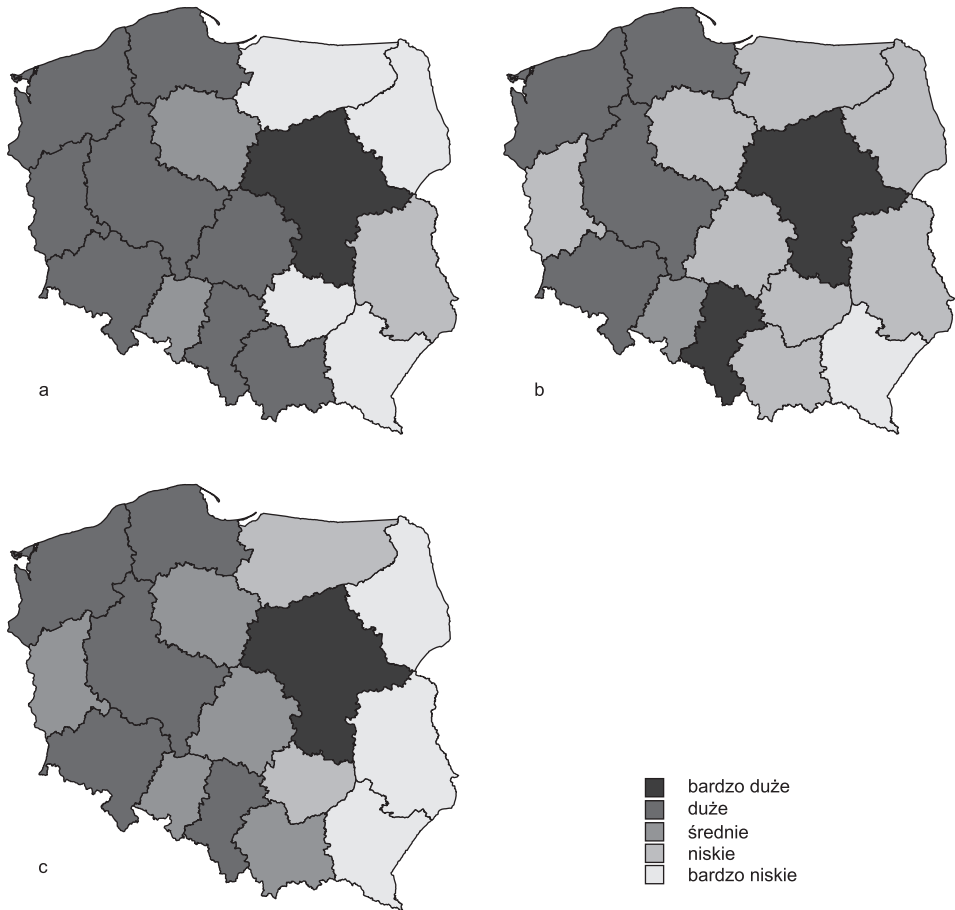 a
b
c
bardzo duże
duże
średnie
niskie
bardzo niskie